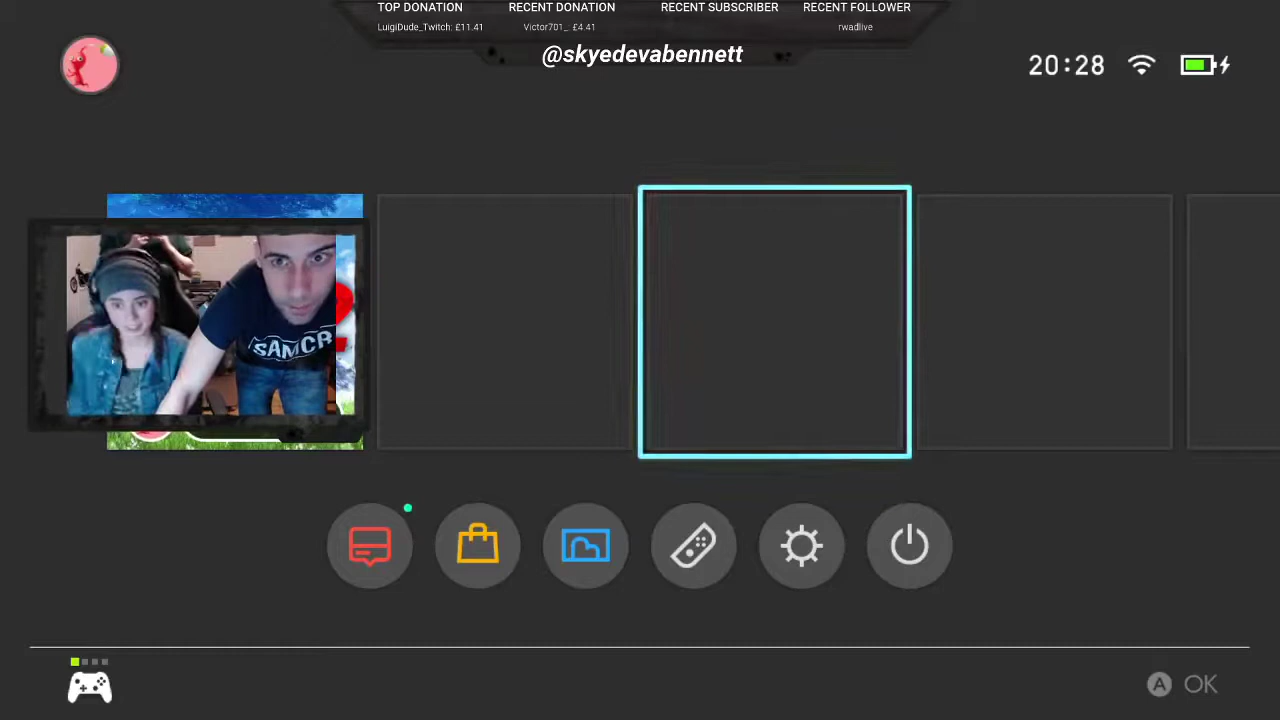 TOP DONATION
RECENT DONATION
RECENT SUBSCRIBER
RECENT FOLLOWER
LuigiDude_Twitch: £11.41
Victor701_: £4.41
rwadlive
@skyedevabennett
20:28
2
SAMCR
A OK